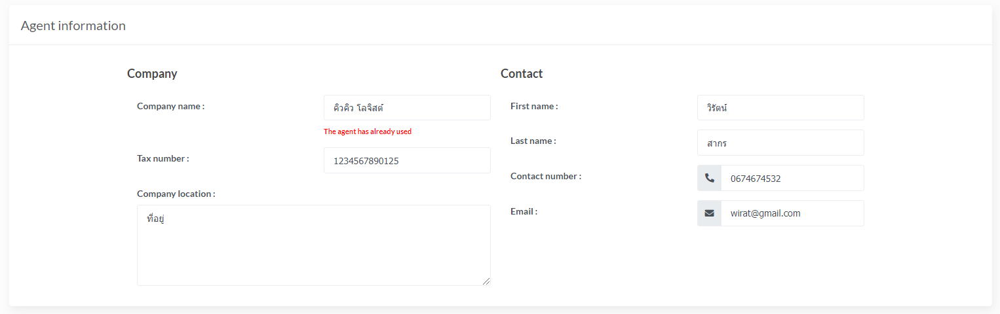 Agent information
Company
Company name :
คิวคิว โลจิสต์
The agent has already used
Tax number :
1234567890125
Company location :
ที่อยู่
Contact
First name :
วิรัตน์
Last name :
สากร
Contact number :
0674674532
Email :
wirat@gmail.com